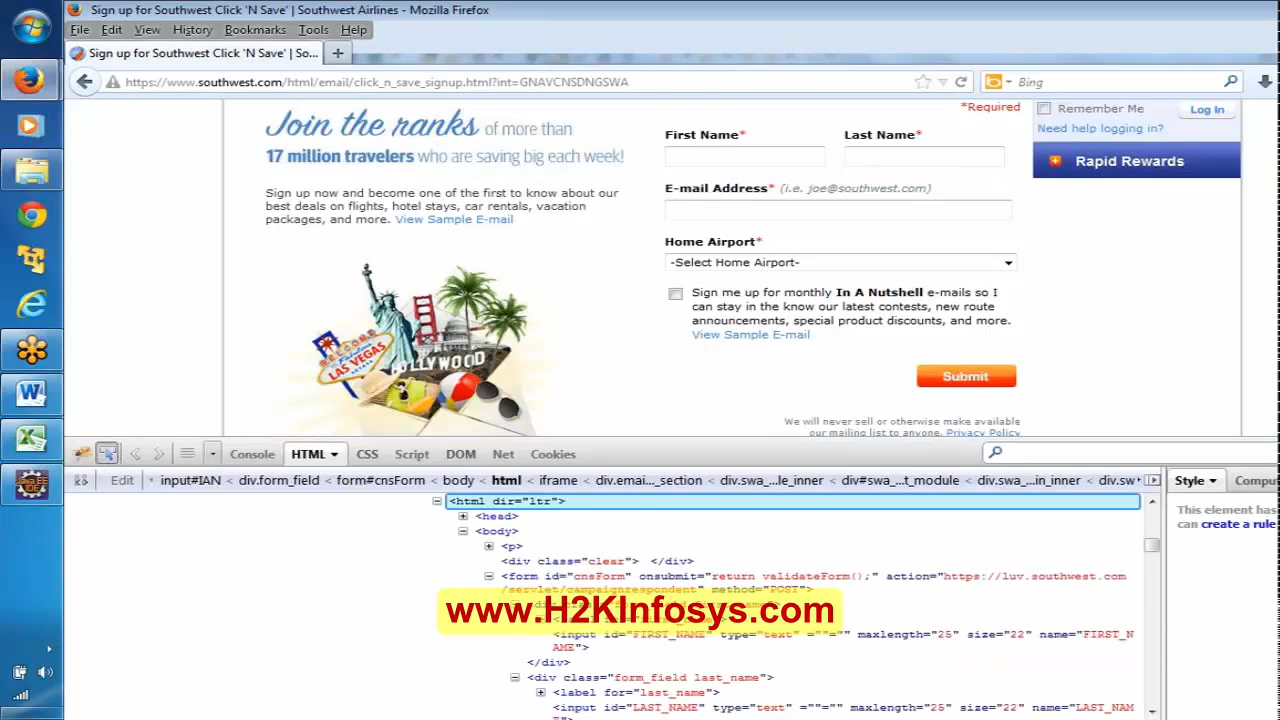 Sign up for Southwest Click 'N Save' | Southwest Airlines - Mozilla Firefox
File Edit View History Bookmarks Tools Help
Sign up for Southwest Click 'N Save' | So...
https://www.southwest.com/html/email/click_n_save_signup.html?int=GNAVCNSDNGSWA
Bing
Join the ranks of more than
17 million travelers who are saving big each week!
Sign up now and become one of the first to know about our
best deals on flights, hotel stays, car rentals, vacation
packages, and more. View Sample E-mail
WELCOME
TO Fabulous
LAS VEGAS
HOLLYWOOD
*Required
First Name* Last Name*
E-mail Address* (i.e. joe@southwest.com)
Home Airport*
-Select Home Airport-
Sign me up for monthly In A Nutshell e-mails so I
can stay in the know our latest contests, new route
announcements, special product discounts, and more.
View Sample E-mail
Submit
We will never sell or otherwise make available
our mailing list to anyone. Privacy Policy
Remember Me Log In
Need help logging in?
Rapid Rewards
Console HTML CSS Script DOM Net Cookies
Edit input#IAN < div.form_field < form#cnsForm < body < html < iframe < div.emai..._section < div.swa_...le_inner < div#swa_...t_module < div.swa_...in_inner < div.sw
Style Compu
This element has
can create a rule
<html dir="ltr">
<head>
<body>
<p>
<div class="clear"> </div>
<form id="cnsForm" onsubmit="return validateForm();" action="https://luv.southwest.com
/servlet/campaignrespondent" method="POST">
www.H2KInfosys.com
<input id="FIRST_NAME" type="text" =""="" maxlength="25" size="22" name="FIRST_N
AME">
</div>
<div class="form_field last_name">
<label for="last_name">
<input id="LAST_NAME" type="text" =""="" maxlength="25" size="22" name="LAST_NAM
Java EE
IDE